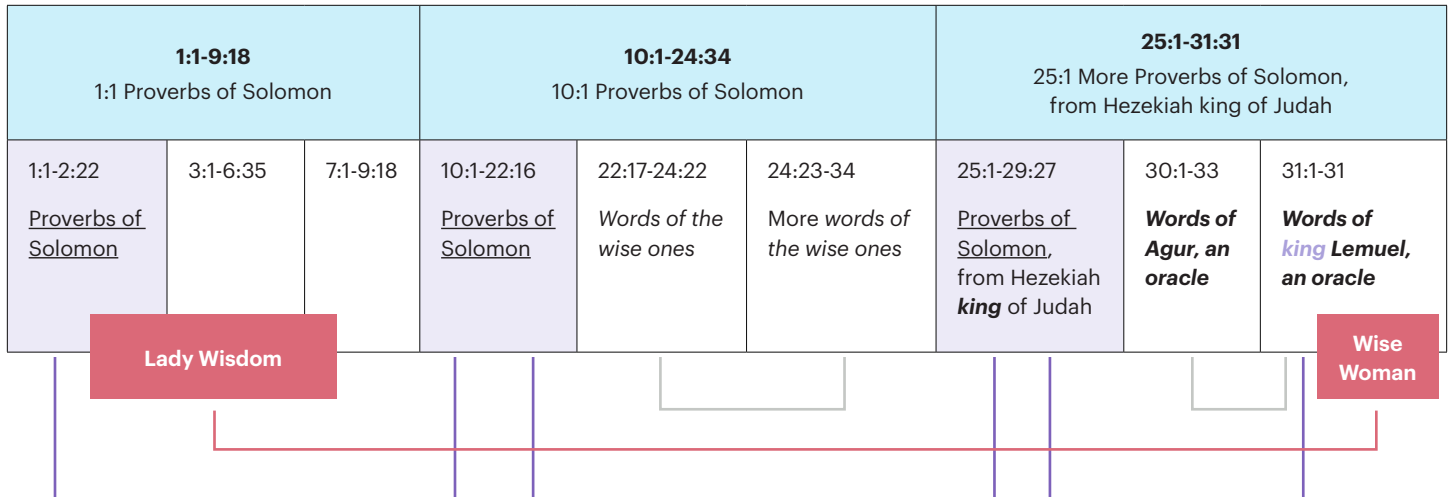 1:1-9:18
1:1 Proverbs of Solomon
10:1-24:34
10:1 Proverbs of Solomon
25:1-31:31
25:1 More Proverbs of Solomon,
from Hezekiah king of Judah
1:1-2:22
Proverbs of
Solomon
3:1-6:35
7:1-9:18
10:1-22:16
Proverbs of
Solomon
22:17-24:22
Words of the
wise ones
24:23-34
More words of
the wise ones
25:1-29:27
Proverbs of
Solomon,
from Hezekiah
king of Judah
30:1-33
Words of
Agur, an
oracle
31:1-31
Words of
king Lemuel,
an oracle
Lady Wisdom
Wise
Woman